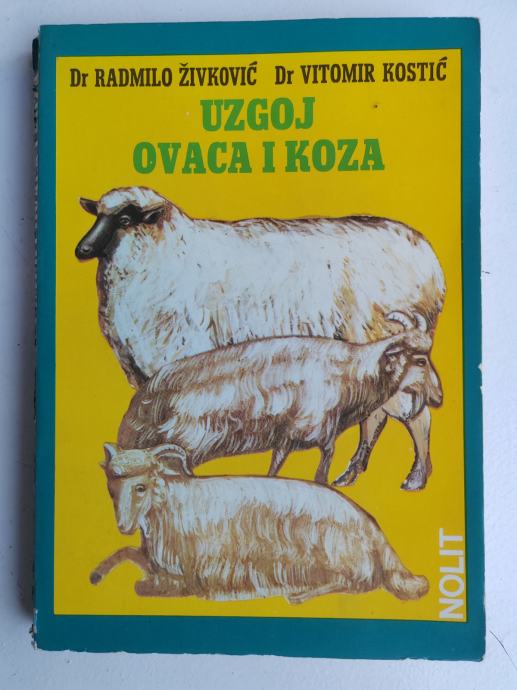 Dr RADMILO ŽIVKOVIĆ Dr VITOMIR KOSTIĆ
UZGOJ
OVACA I KOZA
NOLIT